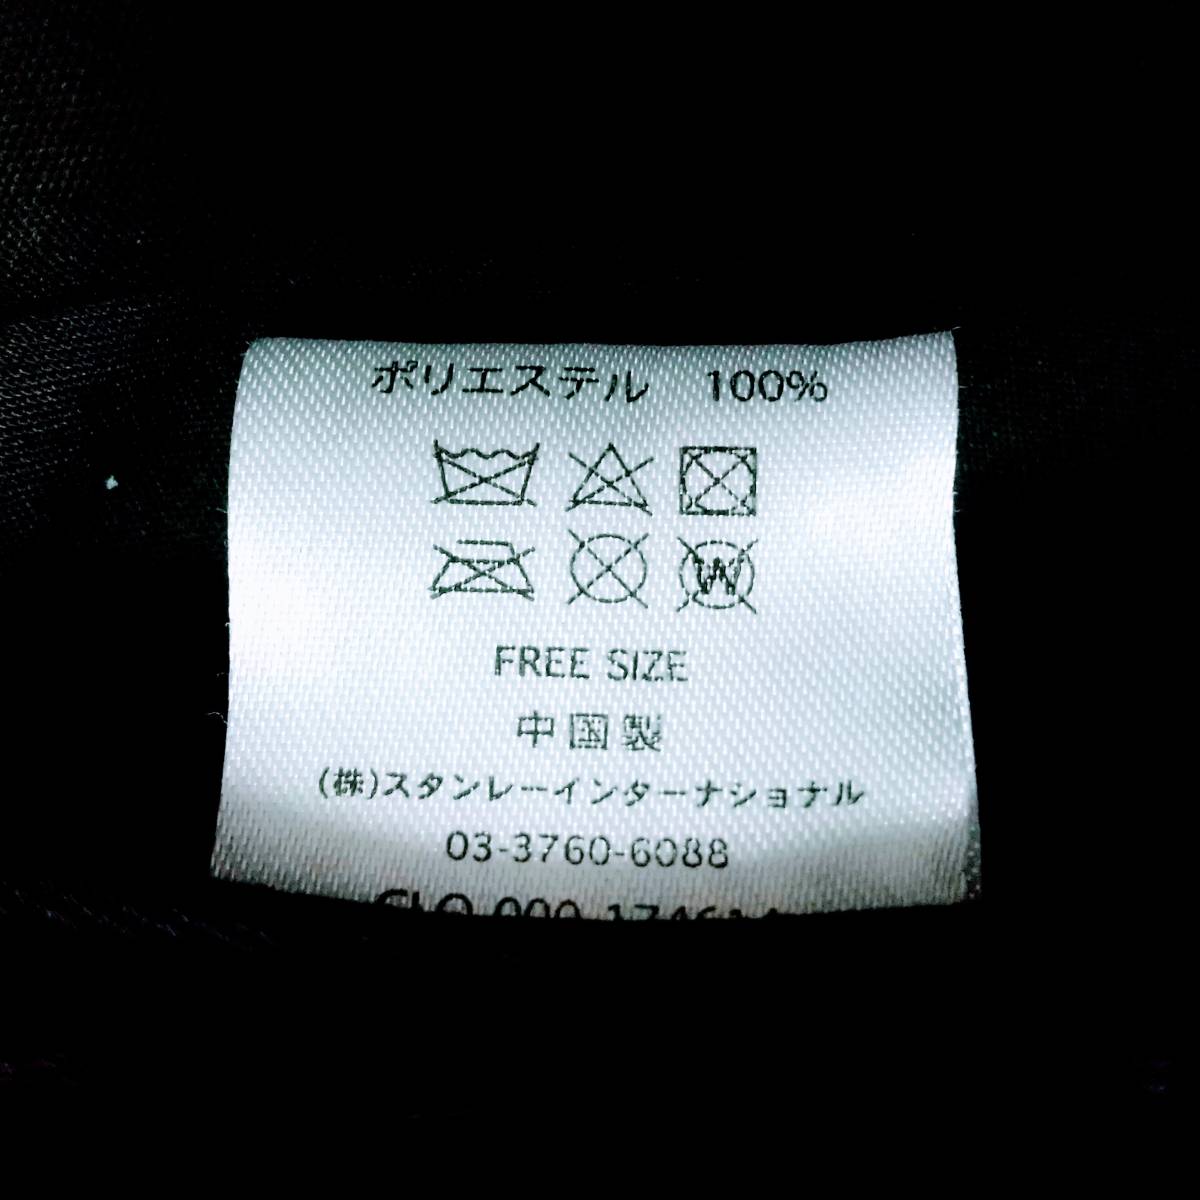 ポリエステル 100%
W
FREE SIZE
中国製
(株)スタンレーインターナショナル
03-3760-6088